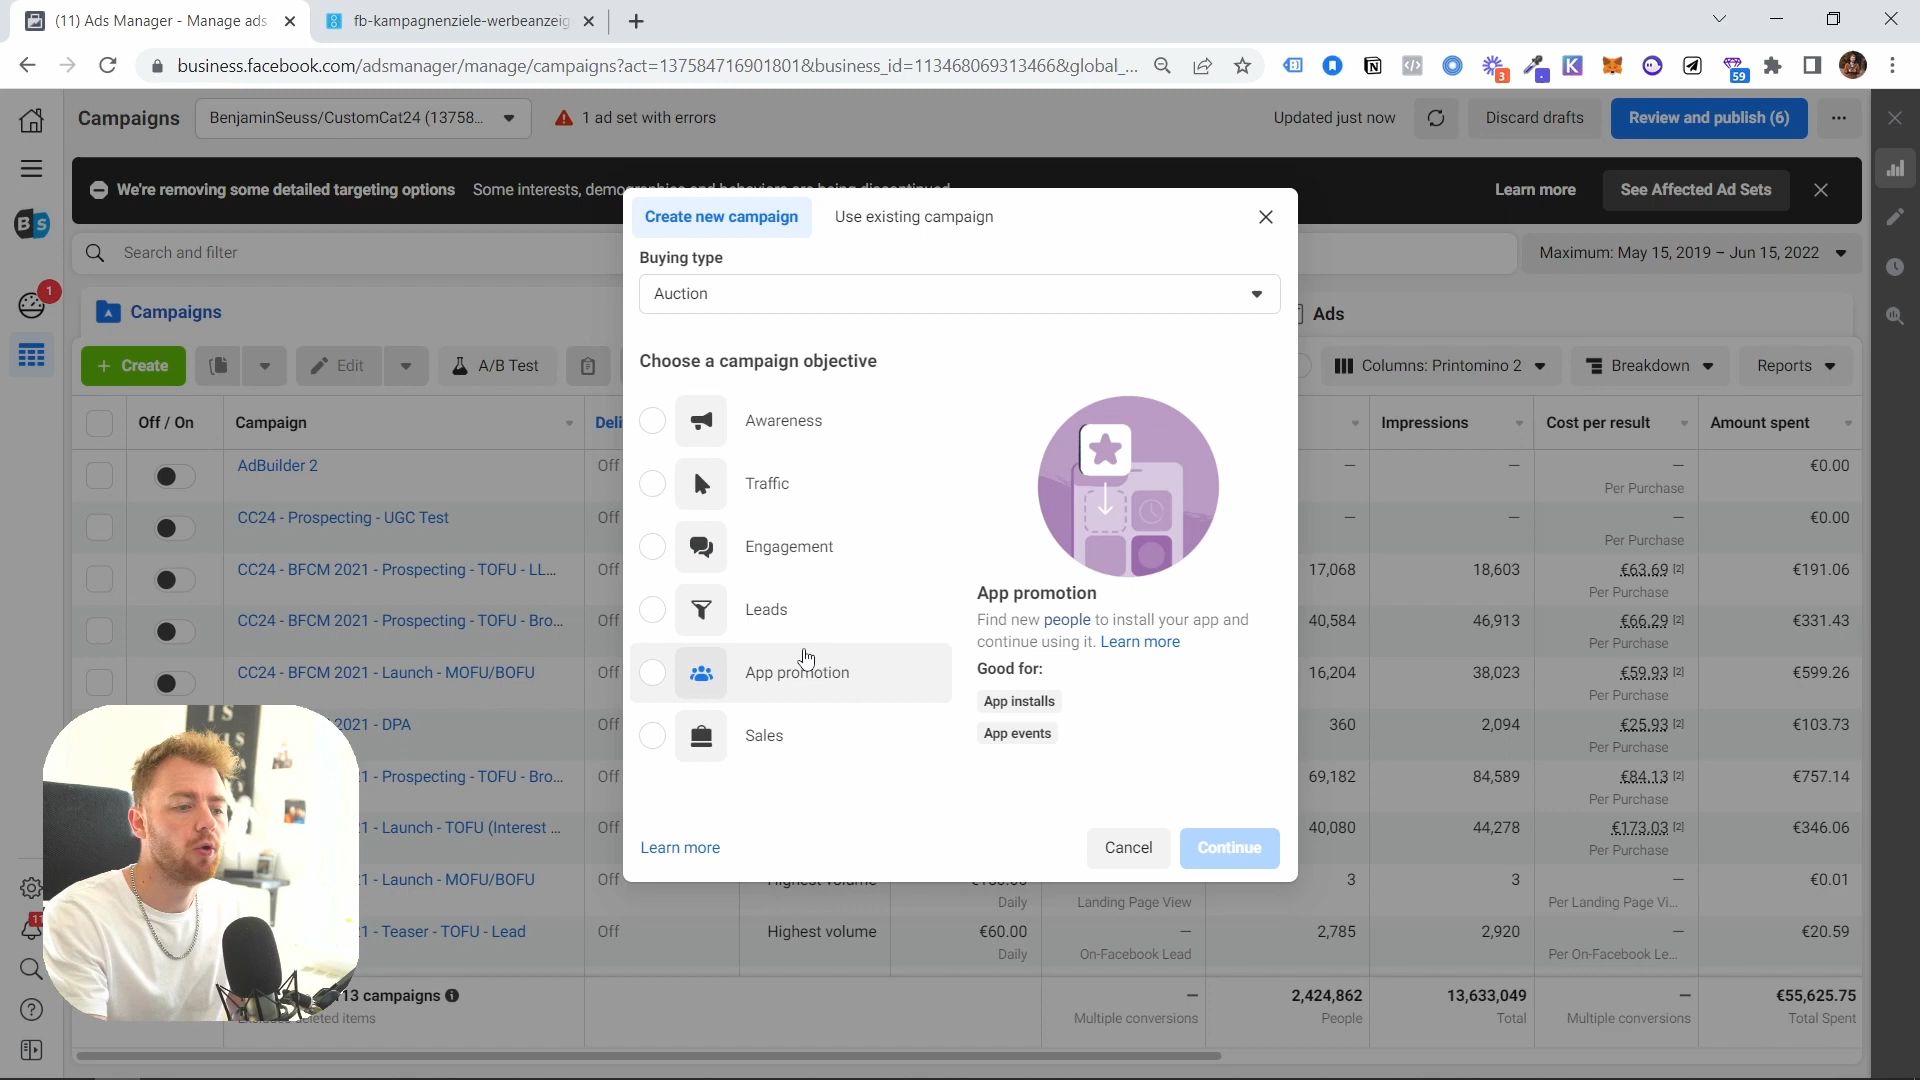 (11) Ads Manager - Manage ads
fb-kampagnenziele-werbeanzeig
business.facebook.com/adsmanager/manage/campaigns?act=137584716901801&business_id=113468069313466&global_...
3
59
Campaigns
BenjaminSeuss/CustomCat24 (13758...
1 ad set with errors
Updated just now
Discard drafts
Review and publish (6)
We're removing some detailed targeting options
Some interests,
Learn more
See Affected Ad Sets
BS
Create new campaign
Use existing campaign
Search and filter
Maximum: May 15, 2019 – Jun 15, 2022
Buying type
Auction
1
Campaigns
Ads
+ Create
Edit
A/B Test
Columns: Printomino 2
Breakdown
Reports
Choose a campaign objective
Awareness
Traffic
Engagement
Leads
App promotion
Sales
App promotion
Find new people to install your app and
continue using it. Learn more
Good for:
App installs
App events
Learn more
Cancel
Continue
Off / On
Campaign
Deli
Impressions
Cost per result
Amount spent
AdBuilder 2
Off
—
—
—
€0.00
Per Purchase
CC24 - Prospecting - UGC Test
Off
—
—
—
€0.00
Per Purchase
CC24 - BFCM 2021 - Prospecting - TOFU - LL...
Off
17,068
18,603
€63.69 [2]
€191.06
Per Purchase
CC24 - BFCM 2021 - Prospecting - TOFU - Bro...
Off
40,584
46,913
€66.29 [2]
€331.43
Per Purchase
CC24 - BFCM 2021 - Launch - MOFU/BOFU
Off
16,204
38,023
€59.93 [2]
€599.26
Per Purchase
2021 - DPA
Off
360
2,094
€25.93 [2]
€103.73
Per Purchase
1 - Prospecting - TOFU - Bro...
Off
69,182
84,589
€84.13 [2]
€757.14
Per Purchase
1 - Launch - TOFU (Interest ...
Off
40,080
44,278
€173.03 [2]
€346.06
Per Purchase
1 - Launch - MOFU/BOFU
Off
3
3
—
€0.01
Daily
Landing Page View
Per Landing Page Vi...
1 - Teaser - TOFU - Lead
Off
Highest volume
€60.00
—
2,785
2,920
—
€20.59
Daily
On-Facebook Lead
Per On-Facebook Le...
13 campaigns
—
2,424,862
13,633,049
—
€55,625.75
Multiple conversions
People
Total
Multiple conversions
Total Spent